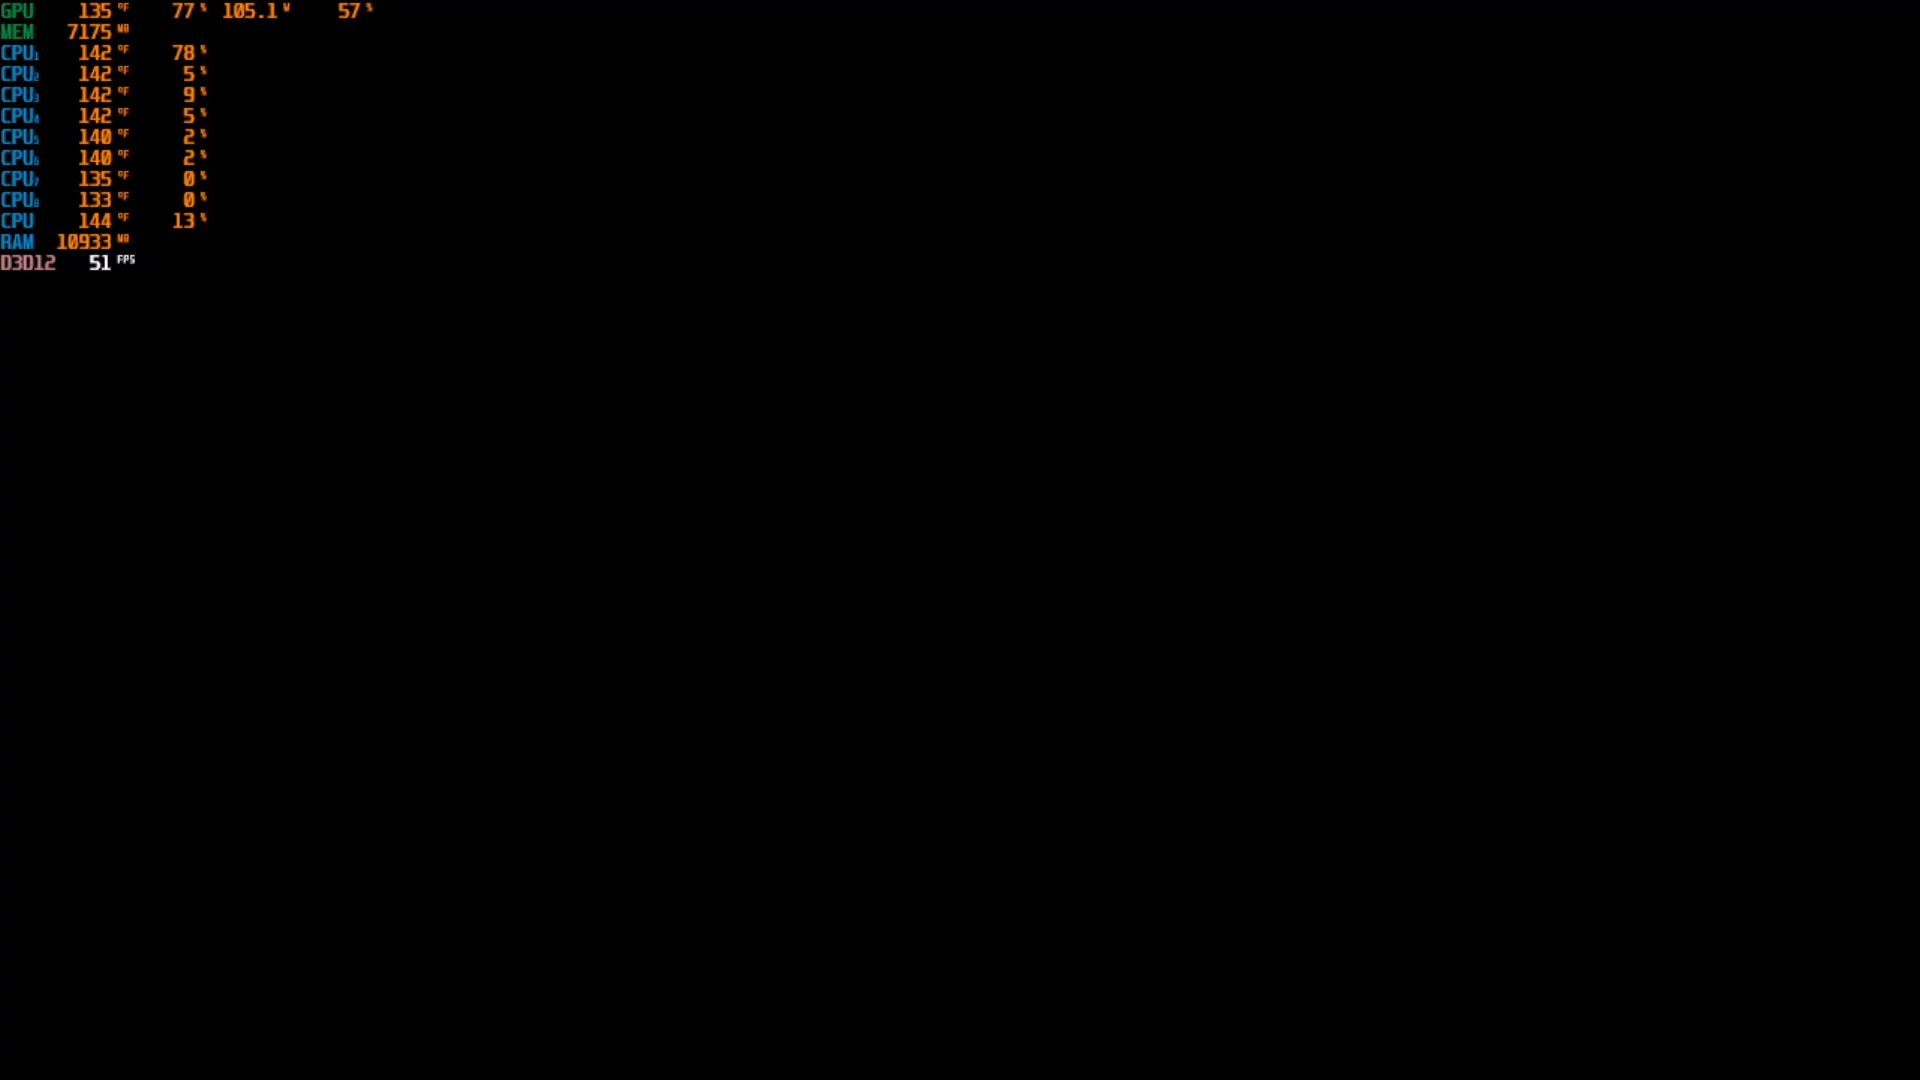 GPU 135 °F 77 % 105.1 W 57 %
MEM 7175 MB
CPU1 142 °F 78 %
CPU2 142 °F 5 %
CPU3 142 °F 9 %
CPU4 142 °F 5 %
CPU5 140 °F 2 %
CPU6 140 °F 2 %
CPU7 135 °F 0 %
CPU8 133 °F 0 %
CPU 144 °F 13 %
RAM 10933 MB
D3D12 51 FPS